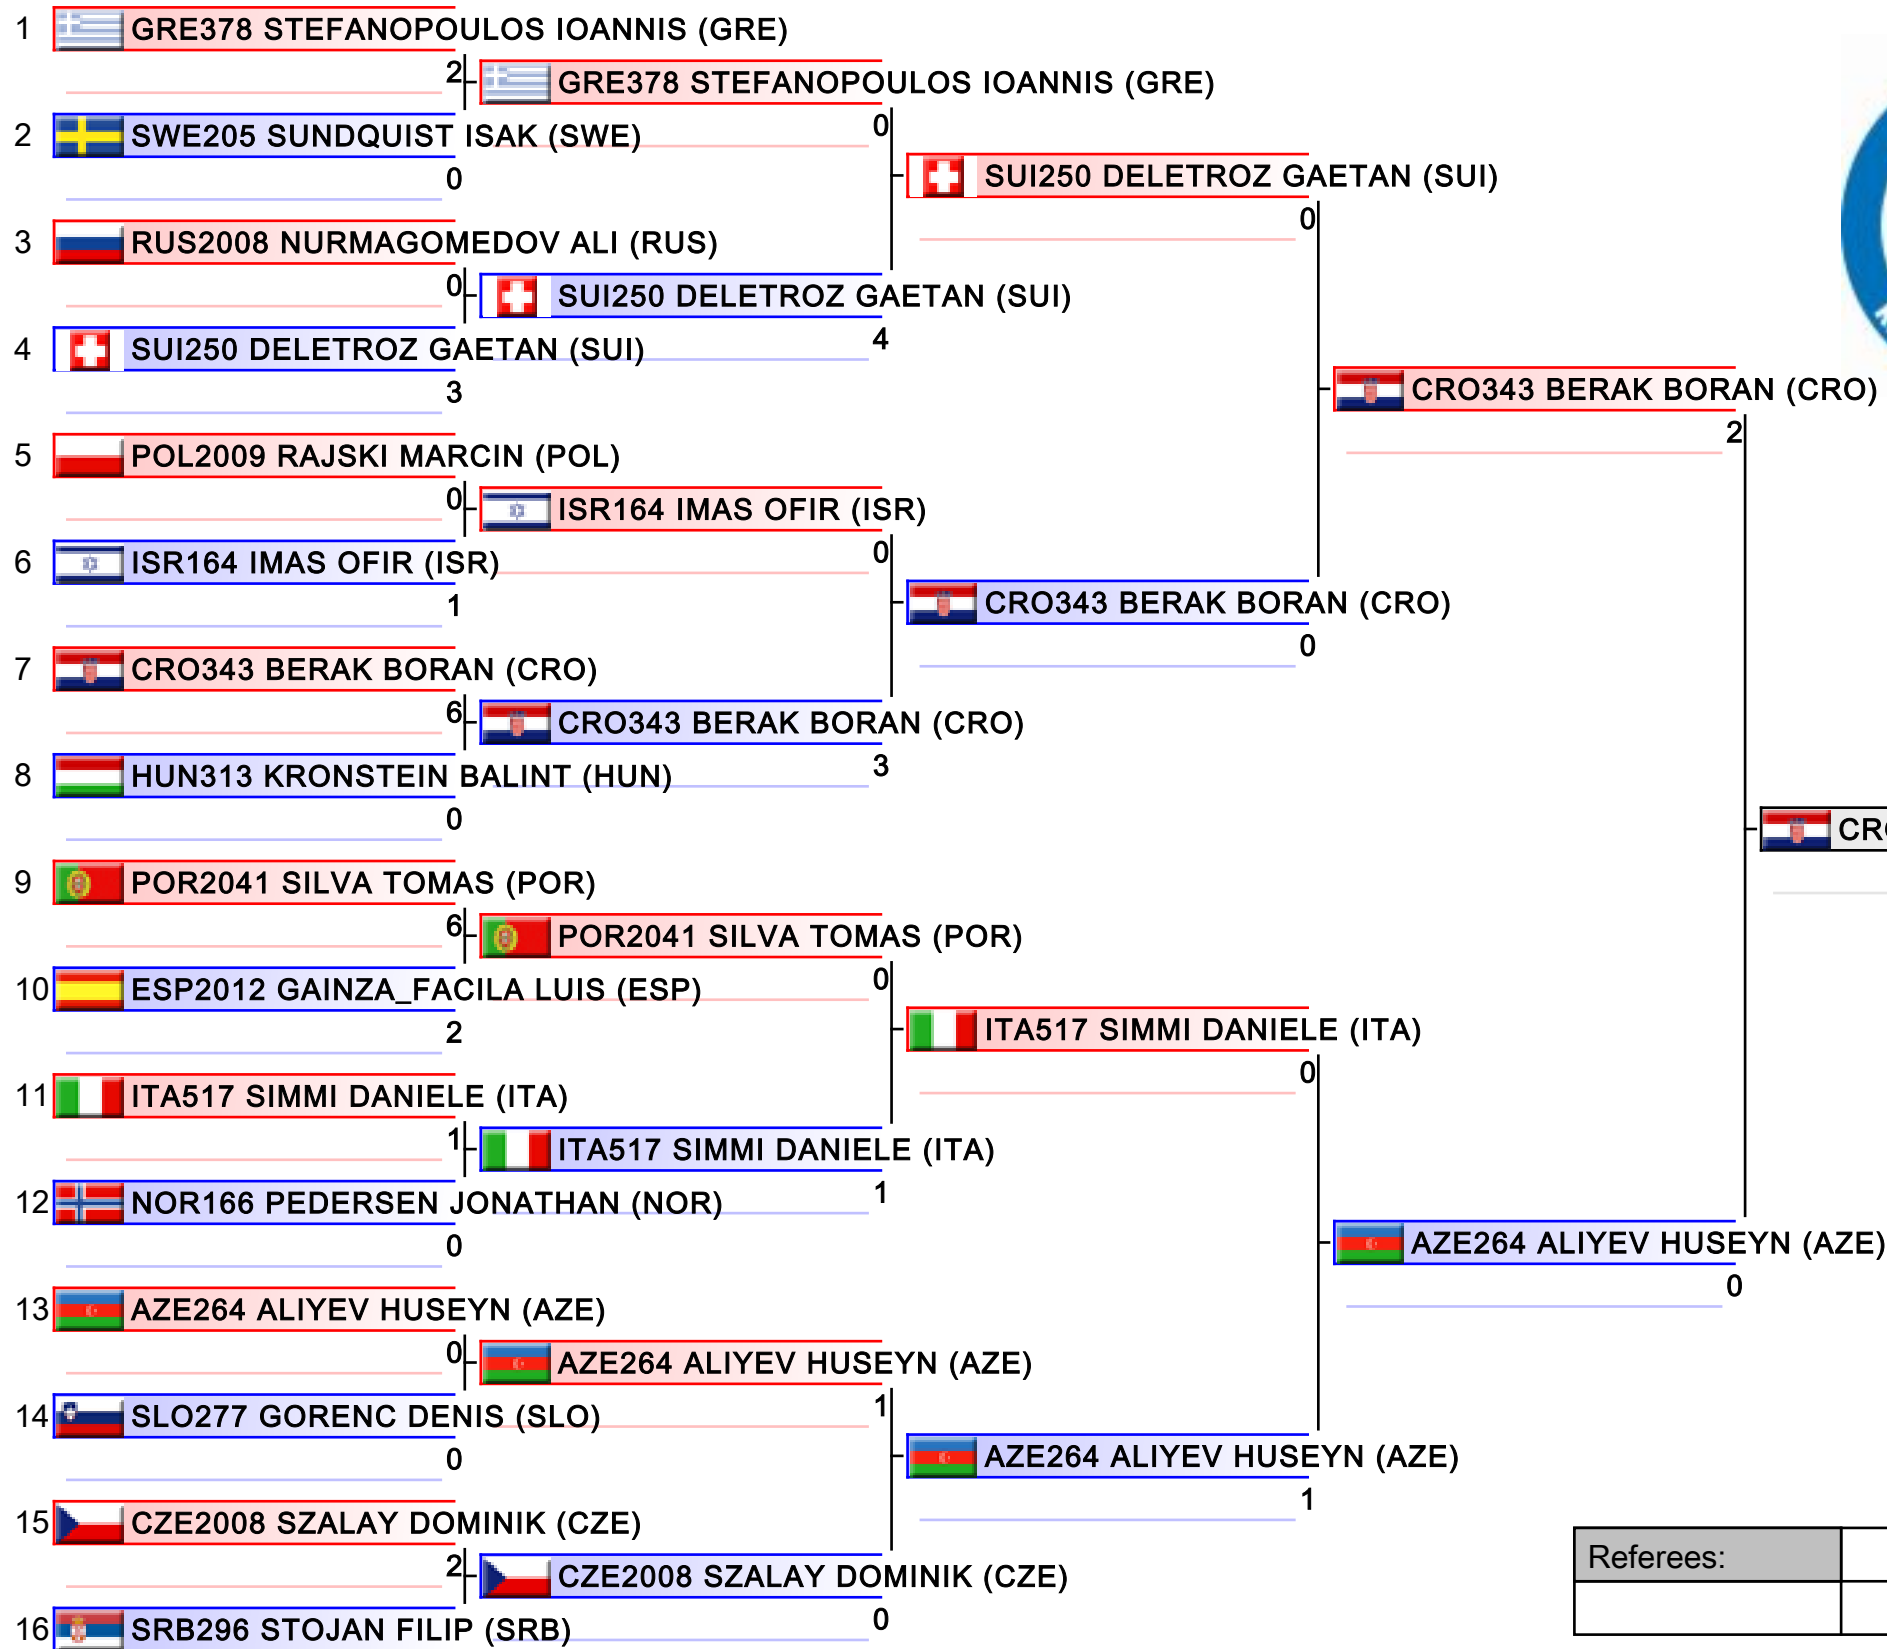 1 GRE378 STEFANOPOULOS IOANNIS (GRE)
2 GRE378 STEFANOPOULOS IOANNIS (GRE)
2 SWE205 SUNDQUIST ISAK (SWE) 0
0 SUI250 DELETROZ GAETAN (SUI)
0
3 RUS2008 NURMAGOMEDOV ALI (RUS)
0 SUI250 DELETROZ GAETAN (SUI)
4 SUI250 DELETROZ GAETAN (SUI) 4
3 CRO343 BERAK BORAN (CRO)
2
5 POL2009 RAJSKI MARCIN (POL)
0 ISR164 IMAS OFIR (ISR)
6 ISR164 IMAS OFIR (ISR) 0
1 CRO343 BERAK BORAN (CRO)
0
7 CRO343 BERAK BORAN (CRO)
6 CRO343 BERAK BORAN (CRO)
8 HUN313 KRONSTEIN BALINT (HUN) 3
0
9 POR2041 SILVA TOMAS (POR)
6 POR2041 SILVA TOMAS (POR)
10 ESP2012 GAINZA_FACILA LUIS (ESP) 0
2 ITA517 SIMMI DANIELE (ITA)
0
11 ITA517 SIMMI DANIELE (ITA)
1 ITA517 SIMMI DANIELE (ITA)
12 NOR166 PEDERSEN JONATHAN (NOR) 1
0 AZE264 ALIYEV HUSEYN (AZE)
0
13 AZE264 ALIYEV HUSEYN (AZE)
0 AZE264 ALIYEV HUSEYN (AZE)
14 SLO277 GORENC DENIS (SLO) 1
0 AZE264 ALIYEV HUSEYN (AZE)
1
15 CZE2008 SZALAY DOMINIK (CZE)
2 CZE2008 SZALAY DOMINIK (CZE)
16 SRB296 STOJAN FILIP (SRB) 0
Referees: